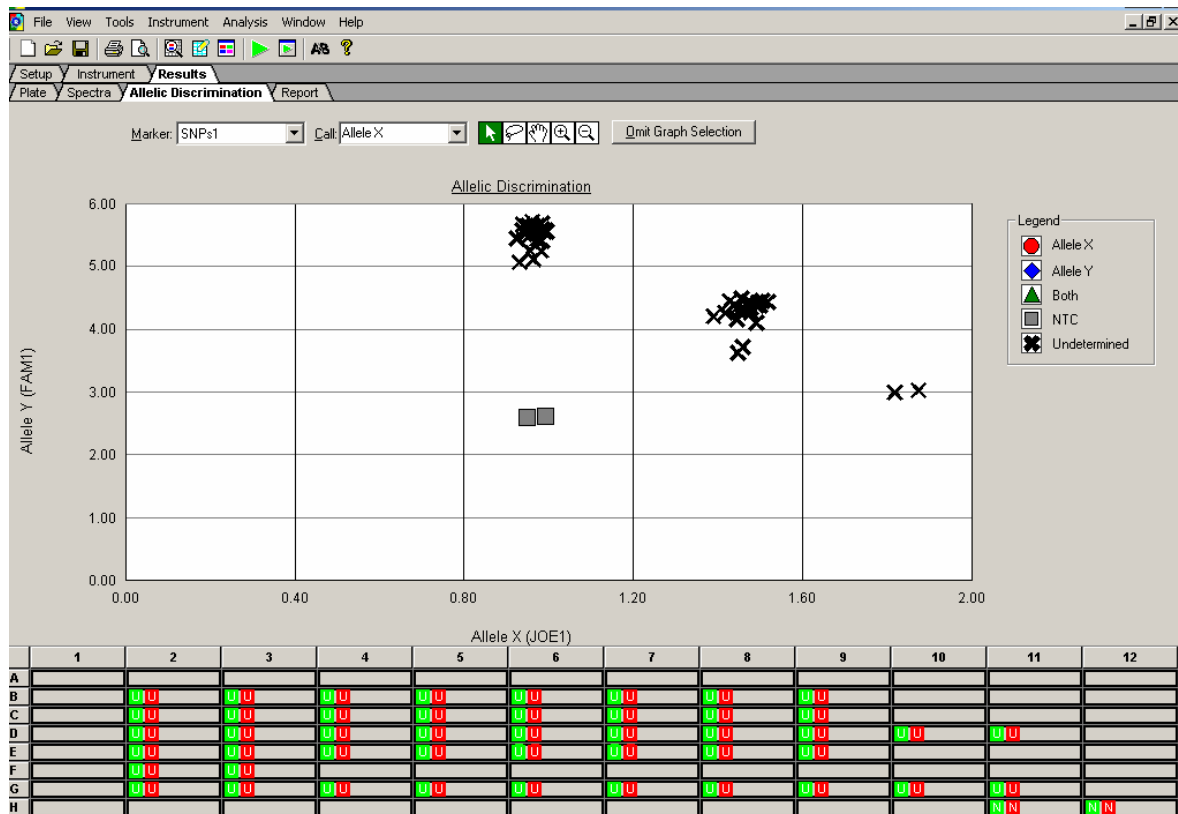 File View Tools Instrument Analysis Window Help
Setup Instrument Results
Plate Spectra Allelic Discrimination Report
Marker: SNPs1 Call: Allele X Omit Graph Selection
Allelic Discrimination
6.00
5.00
4.00
3.00
2.00
1.00
0.00
Allele Y (FAM1)
0.00 0.40 0.80 1.20 1.60 2.00
Allele X (JOE1)
Legend
Allele X
Allele Y
Both
NTC
Undetermined
1 2 3 4 5 6 7 8 9 10 11 12
A
B U U U U U U U U U U U U U U U U
C U U U U U U U U U U U U U U U U
D U U U U U U U U U U U U U U U U U U U U
E U U U U U U U U U U U U U U U U
F U U U U
G U U U U U U U U U U U U U U U U U U U U
H N N N N